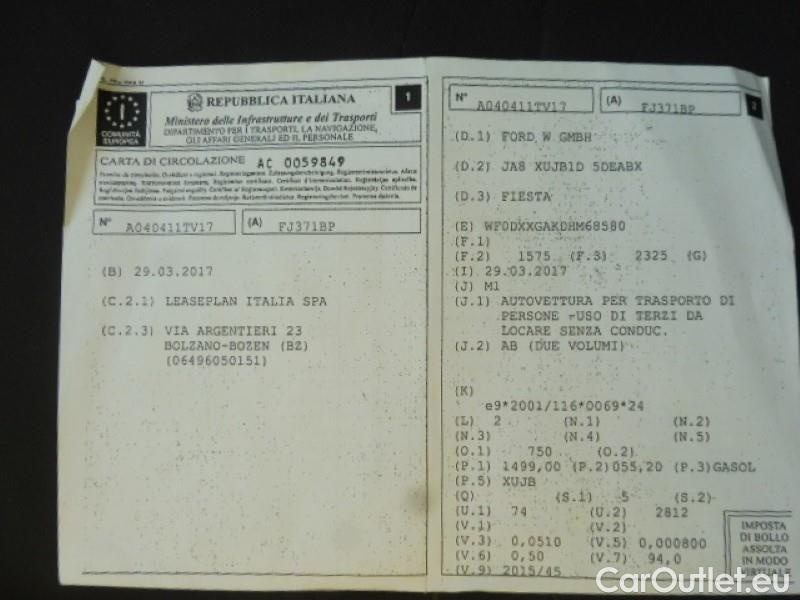 REPUBBLICA ITALIANA
1
Ministero delle Infrastrutture e dei Trasporti
DIPARTIMENTO PER I TRASPORTI, LA NAVIGAZIONE,
GLI AFFARI GENERALI ED IL PERSONALE
I
COMUNITÀ
EUROPEA
CARTA DI CIRCOLAZIONE AC 0059849
N° A040411TV17 (A) FJ371BP
(B) 29.03.2017
(C.2.1) LEASEPLAN ITALIA SPA
(C.2.3) VIA ARGENTIERI 23
BOLZANO-BOZEN (BZ)
(06496050151)
N° A040411TV17 (A) FJ371BP
2
(D.1) FORD W GMBH
(D.2) JA8 XUJB1D 5DEABX
(D.3) FIESTA
(E) WF0DXXGAKDHM68580
(F.1)
(F.2) 1575 (F.3) 2325 (G)
(I) 29.03.2017
(J) M1
(J.1) AUTOVETTURA PER TRASPORTO DI
PERSONE -USO DI TERZI DA
LOCARE SENZA CONDUC.
(J.2) AB (DUE VOLUMI)
(K)
e9*2001/116*0069*24
(L) 2 (N.1) (N.2)
(N.3) (N.4) (N.5)
(O.1) 750 (O.2)
(P.1) 1499,00 (P.2) 055,20 (P.3) GASOL
(P.5) XUJB
(Q) (S.1) 5 (S.2)
(U.1) 74 (U.2) 2812
(V.1) (V.2)
(V.3) 0,0510 (V.5) 0,000800
(V.6) 0,50 (V.7) 94,0
(V.9) 2015/45
IMPOSTA
DI BOLLO
ASSOLTA
IN MODO
VIRTUALE
CarOutlet.eu